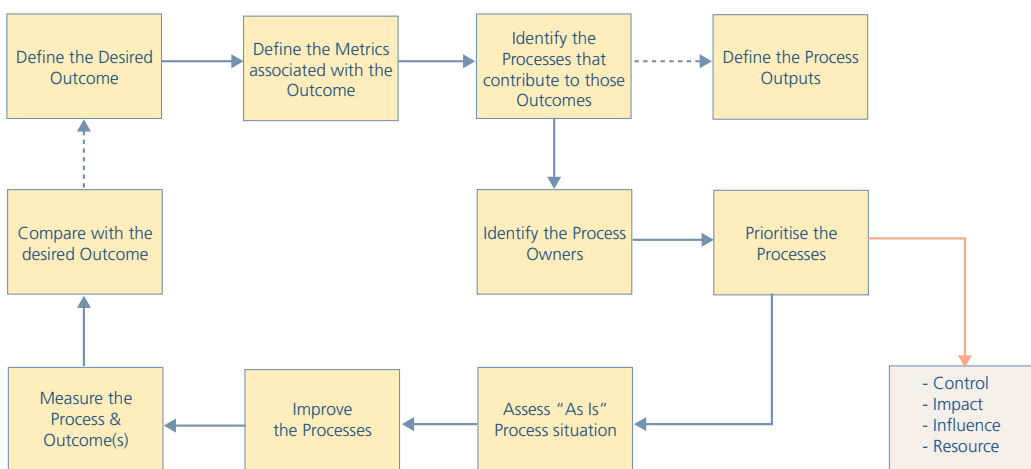 Define the Desired
Outcome
Define the Metrics
associated with the
Outcome
Identify the
Processes that
contribute to those
Outcomes
Define the Process
Outputs
Compare with the
desired Outcome
Identify the Process
Owners
Prioritise the
Processes
Measure the
Process &
Outcome(s)
Improve
the Processes
Assess “As Is”
Process situation
- Control
- Impact
- Influence
- Resource